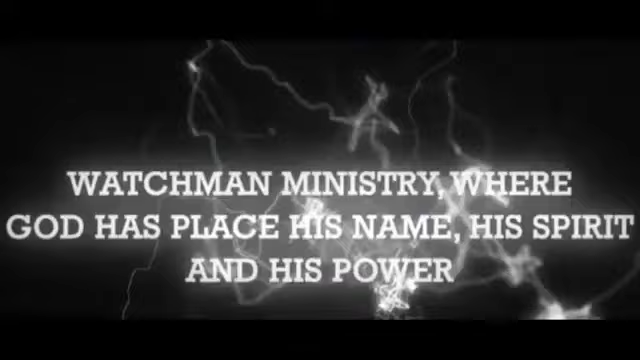 WATCHMAN MINISTRY, WHERE
GOD HAS PLACE HIS NAME, HIS SPIRIT
AND HIS POWER